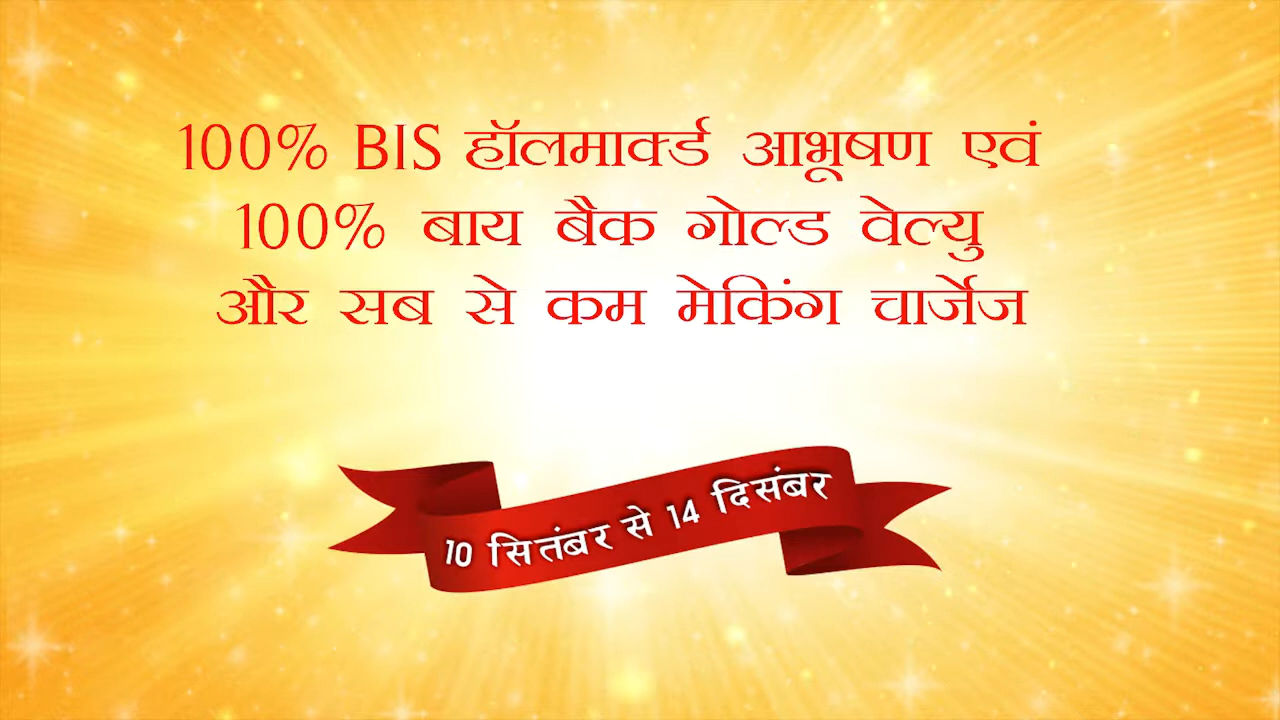 100% BIS हॉलमार्क्ड आभूषण एवं
100% बाय बैक गोल्ड वेल्यु
और सब से कम मेकिंग चार्जेज
10 सितंबर से 14 दिसंबर